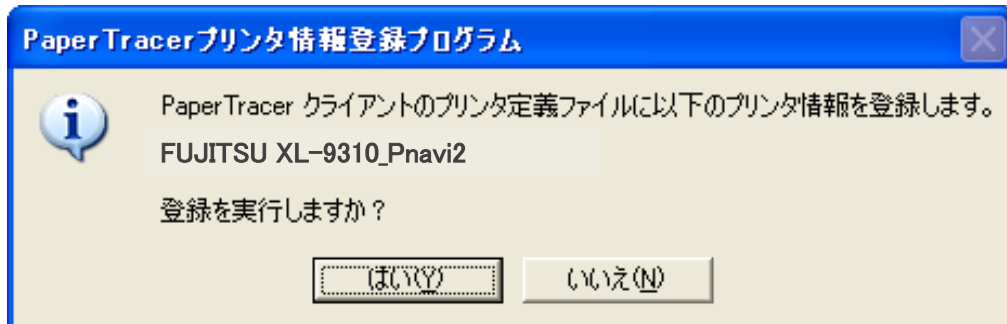 PaperTracerプリンタ情報登録プログラム
PaperTracer クライアントのプリンタ定義ファイルに以下のプリンタ情報を登録します。
FUJITSU XL-9310_Pnavi2
登録を実行しますか？
はい(Y) いいえ(N)